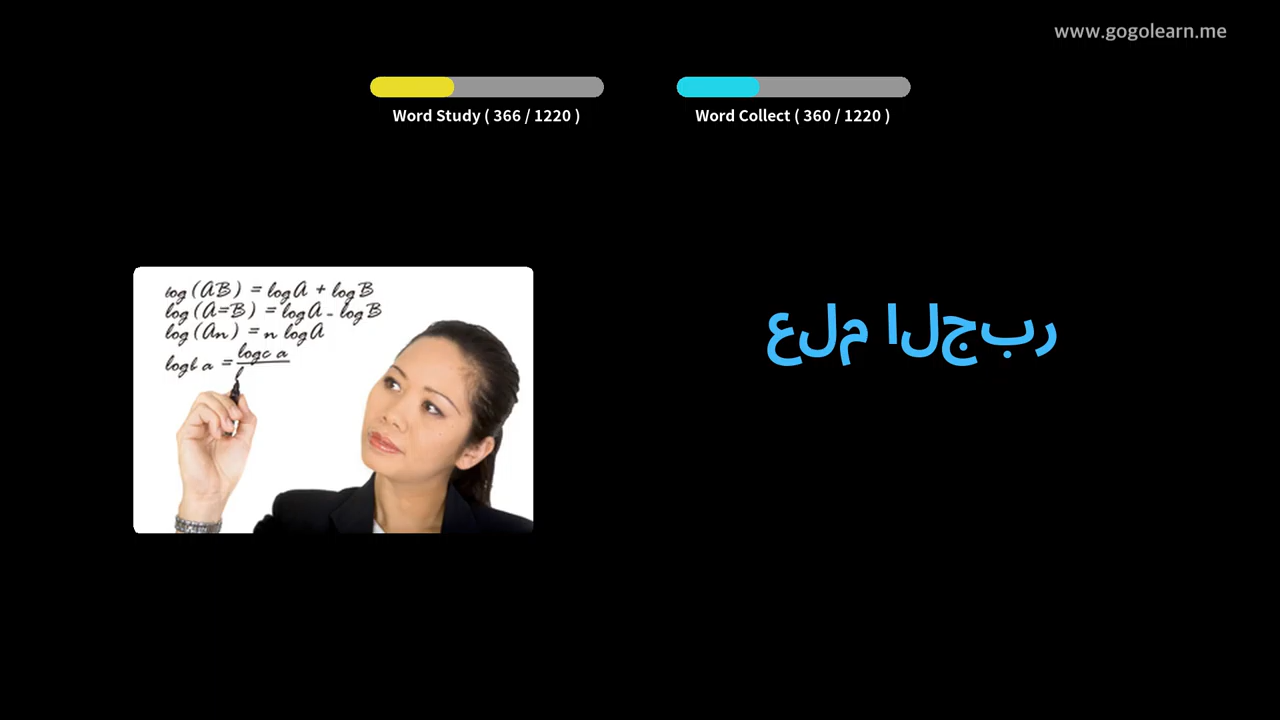 www.gogolearn.me
Word Study ( 366 / 1220 )
Word Collect ( 360 / 1220 )
log (AB) = log A + log B
log (A=B) = log A - log B
log (An) = n log A
logb a = logc a
علم الجبر